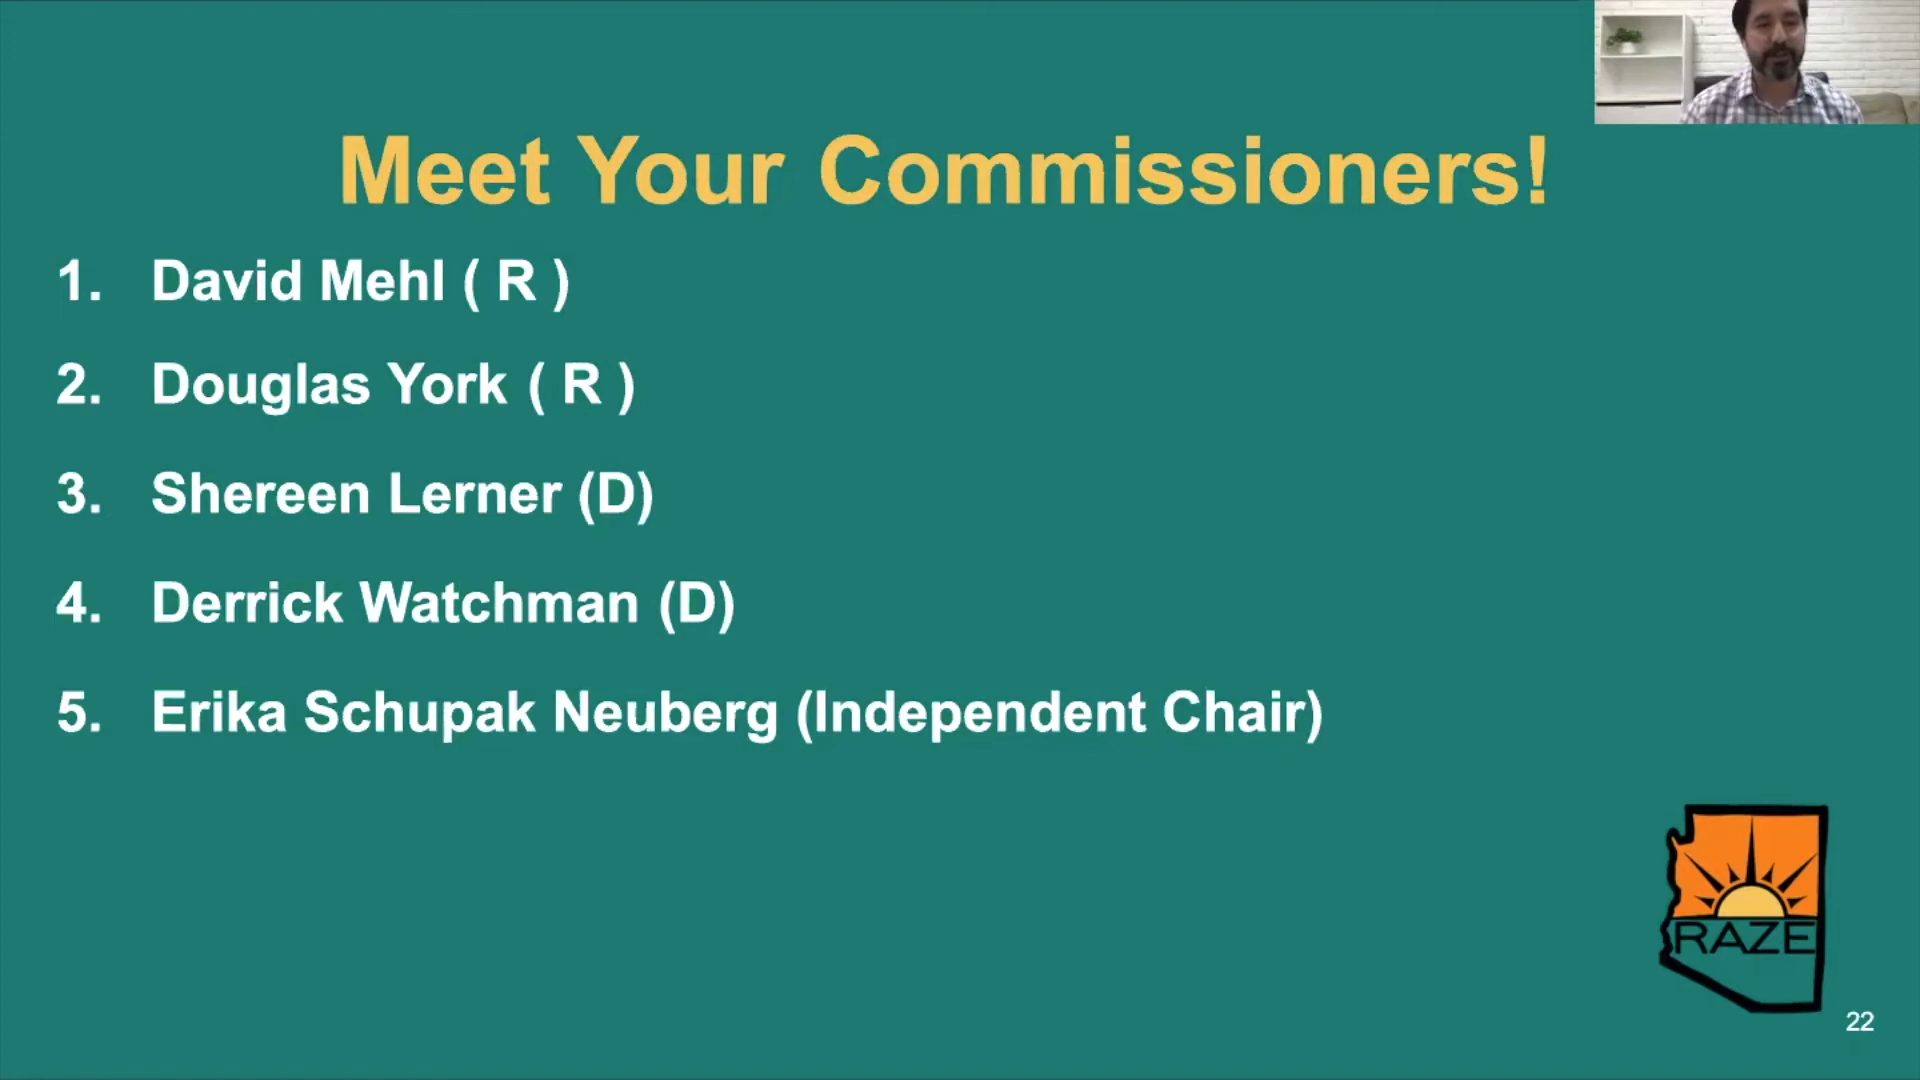 Meet Your Commissioners!
1. David Mehl ( R )
2. Douglas York ( R )
3. Shereen Lerner (D)
4. Derrick Watchman (D)
5. Erika Schupak Neuberg (Independent Chair)
RAZE
22